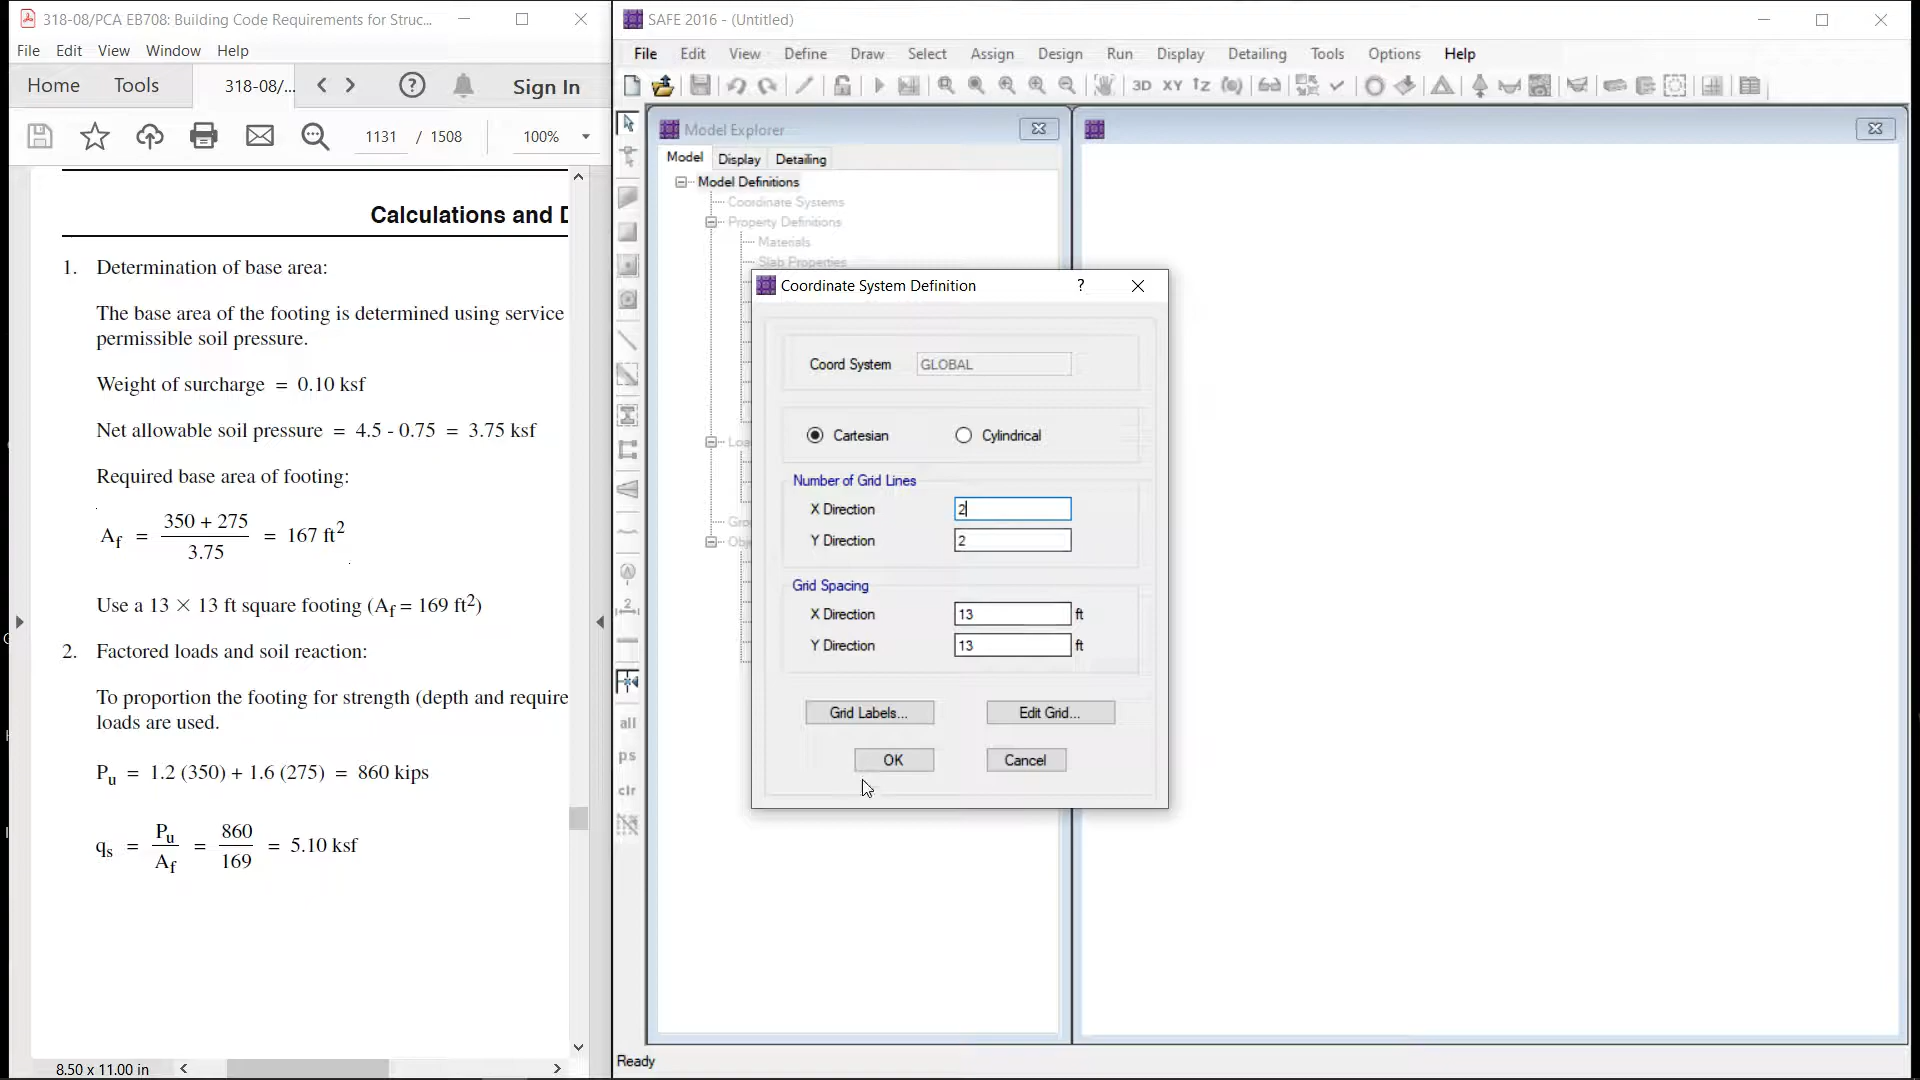 318-08/PCA EB708: Building Code Requirements for Struc...
File Edit View Window Help
Home Tools 318-08/... Sign In
1131 / 1508 100%
Calculations and D
1. Determination of base area:
The base area of the footing is determined using service
permissible soil pressure.
Weight of surcharge = 0.10 ksf
Net allowable soil pressure = 4.5 - 0.75 = 3.75 ksf
Required base area of footing:
Af = 350 + 275 / 3.75 = 167 ft2
Use a 13 × 13 ft square footing (Af = 169 ft2)
2. Factored loads and soil reaction:
To proportion the footing for strength (depth and require
loads are used.
Pu = 1.2 (350) + 1.6 (275) = 860 kips
qs = Pu / Af = 860 / 169 = 5.10 ksf
8.50 x 11.00 in
SAFE 2016 - (Untitled)
File Edit View Define Draw Select Assign Design Run Display Detailing Tools Options Help
3D XY
Model Explorer
Model Display Detailing
Model Definitions
Coordinate Systems
Property Definitions
Materials
Slab Properties
Loa
Gro
Obj
all
ps
clr
Coordinate System Definition ?
Coord System GLOBAL
Cartesian Cylindrical
Number of Grid Lines
X Direction 2
Y Direction 2
Grid Spacing
X Direction 13 ft
Y Direction 13 ft
Grid Labels... Edit Grid...
OK Cancel
Ready